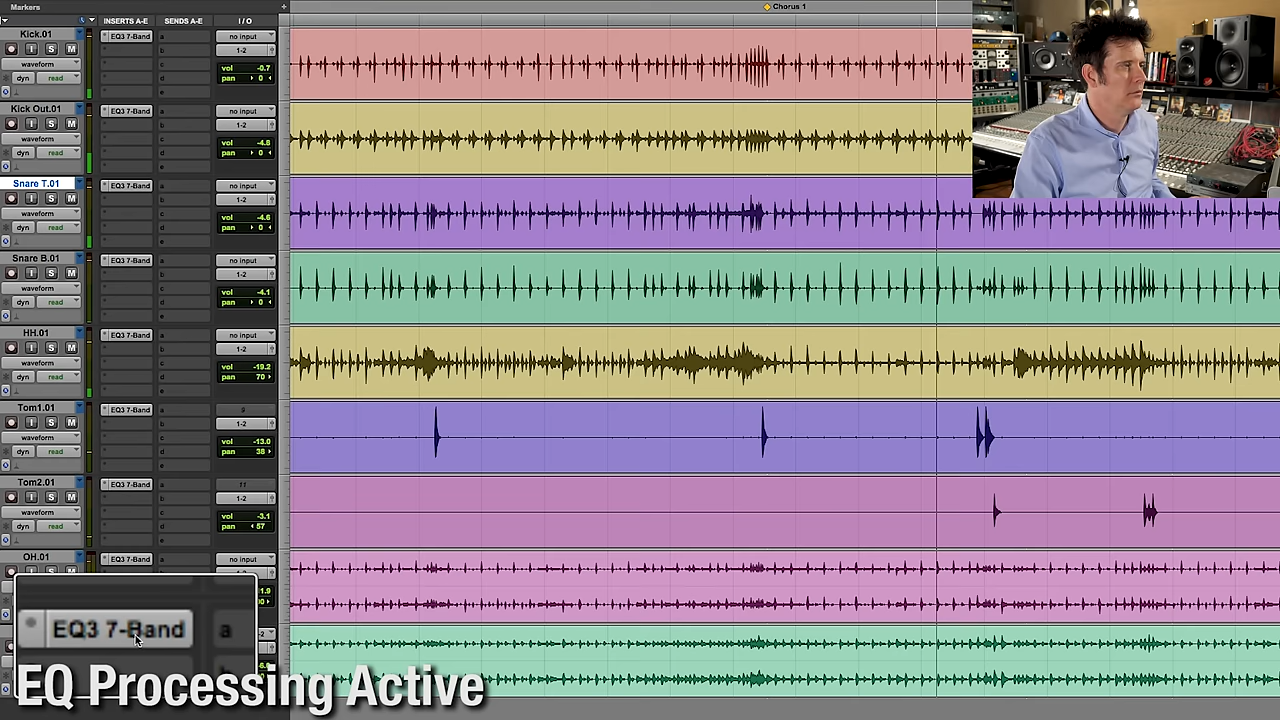 Markers
Chorus 1
INSERTS A-E SENDS A-E I / O
Kick.01 EQ3 7-Band a no input
I S M b 1-2
waveform c vol -0.7
dyn read d pan 0
e
Kick Out.01 EQ3 7-Band a no input
I S M b 1-2
waveform c vol -4.8
dyn read d pan 0
e
Snare T.01 EQ3 7-Band a no input
I S M b 1-2
waveform c vol -4.6
dyn read d pan 0
e
Snare B.01 EQ3 7-Band a no input
I S M b 1-2
waveform c vol -4.1
dyn read d pan 0
e
HH.01 EQ3 7-Band a no input
I S M b 1-2
waveform c vol -19.2
dyn read d pan 70
e
Tom1.01 EQ3 7-Band a 9
I S M b 1-2
waveform c vol -13.0
dyn read d pan 38
e
Tom2.01 EQ3 7-Band a 11
I S M b 1-2
waveform c vol -3.1
dyn read d pan 57
e
OH.01 EQ3 7-Band a no input
EQ3 7-Band a
EQ Processing Active